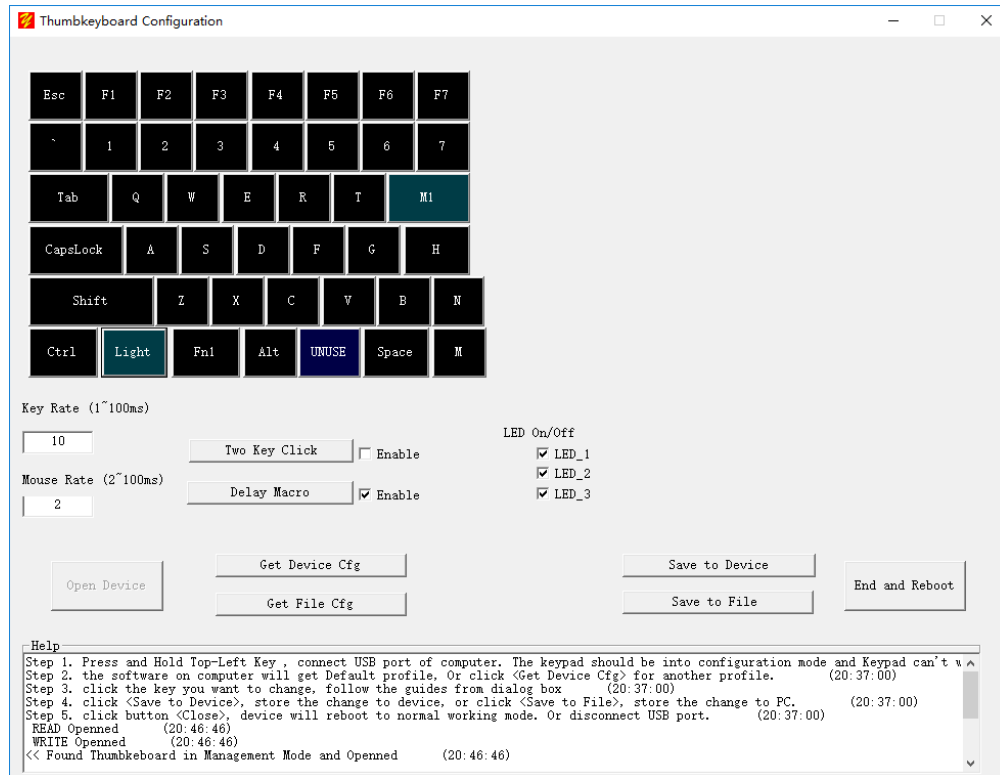 Thumbkeyboard Configuration
Esc F1 F2 F3 F4 F5 F6 F7
` 1 2 3 4 5 6 7
Tab Q W E R T M1
CapsLock A S D F G H
Shift Z X C V B N
Ctrl Light Fn1 Alt UNUSE Space M
Key Rate (1~100ms)
10
Two Key Click Enable
Mouse Rate (2~100ms)
2
Delay Macro Enable
LED On/Off
LED_1
LED_2
LED_3
Open Device
Get Device Cfg
Get File Cfg
Save to Device
Save to File
End and Reboot
Help
Step 1. Press and Hold Top-Left Key , connect USB port of computer. The keypad should be into configuration mode and Keypad can't
Step 2. the software on computer will get Default profile, Or click <Get Device Cfg> for another profile. (20:37:00)
Step 3. click the key you want to change, follow the guides from dialog box (20:37:00)
Step 4. click <Save to Device>, store the change to device, or click <Save to File>, store the change to PC. (20:37:00)
Step 5. click button <Close>, device will reboot to normal working mode. Or disconnect USB port. (20:37:00)
READ Openned (20:46:46)
WRITE Openned (20:46:46)
<< Found Thumbkeboard in Management Mode and Openned (20:46:46)